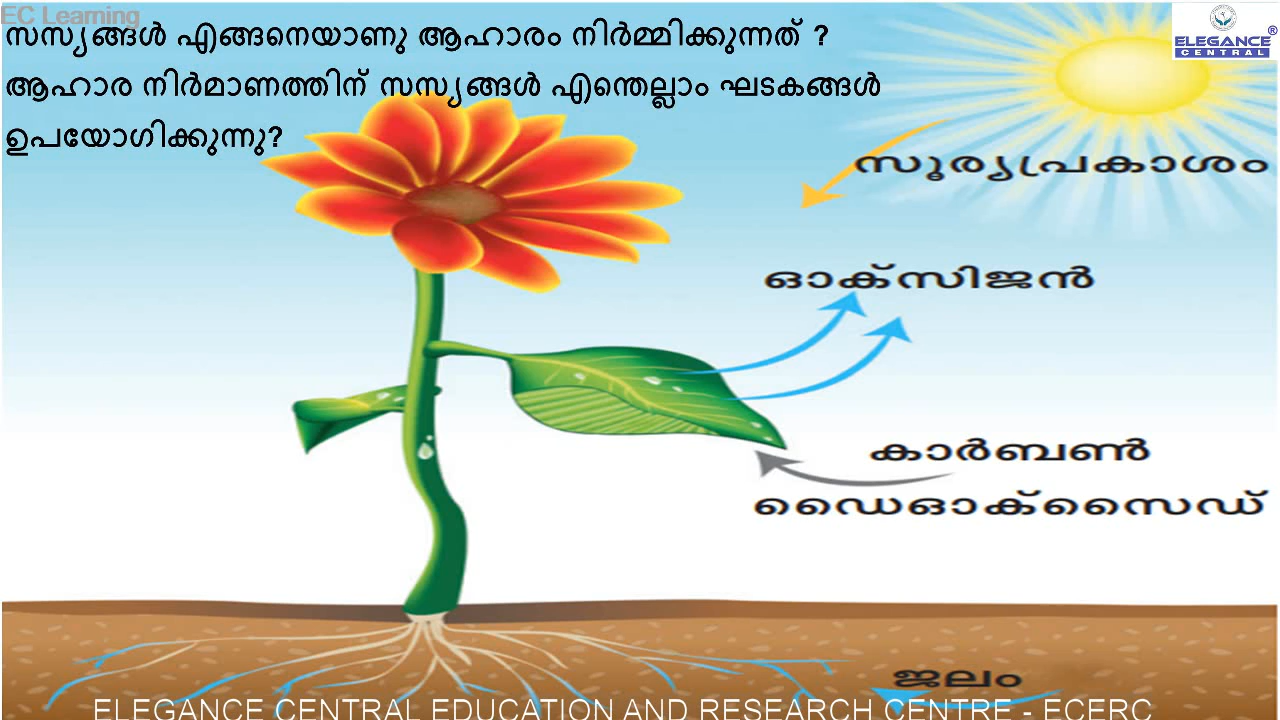 EC Learning
സസ്യങ്ങൾ എങ്ങനെയാണു ആഹാരം നിർമ്മിക്കുന്നത് ?
ആഹാര നിർമാണത്തിന് സസ്യങ്ങൾ എന്തെല്ലാം ഘടകങ്ങൾ
ഉപയോഗിക്കുന്നു?
ELEGANCE®
CENTRAL
സൂര്യപ്രകാശം
ഓക്സിജൻ
കാർബൺ
ഡൈഓക്സൈഡ്
ജലം
ELEGANCE CENTRAL EDUCATION AND RESEARCH CENTRE - ECERC